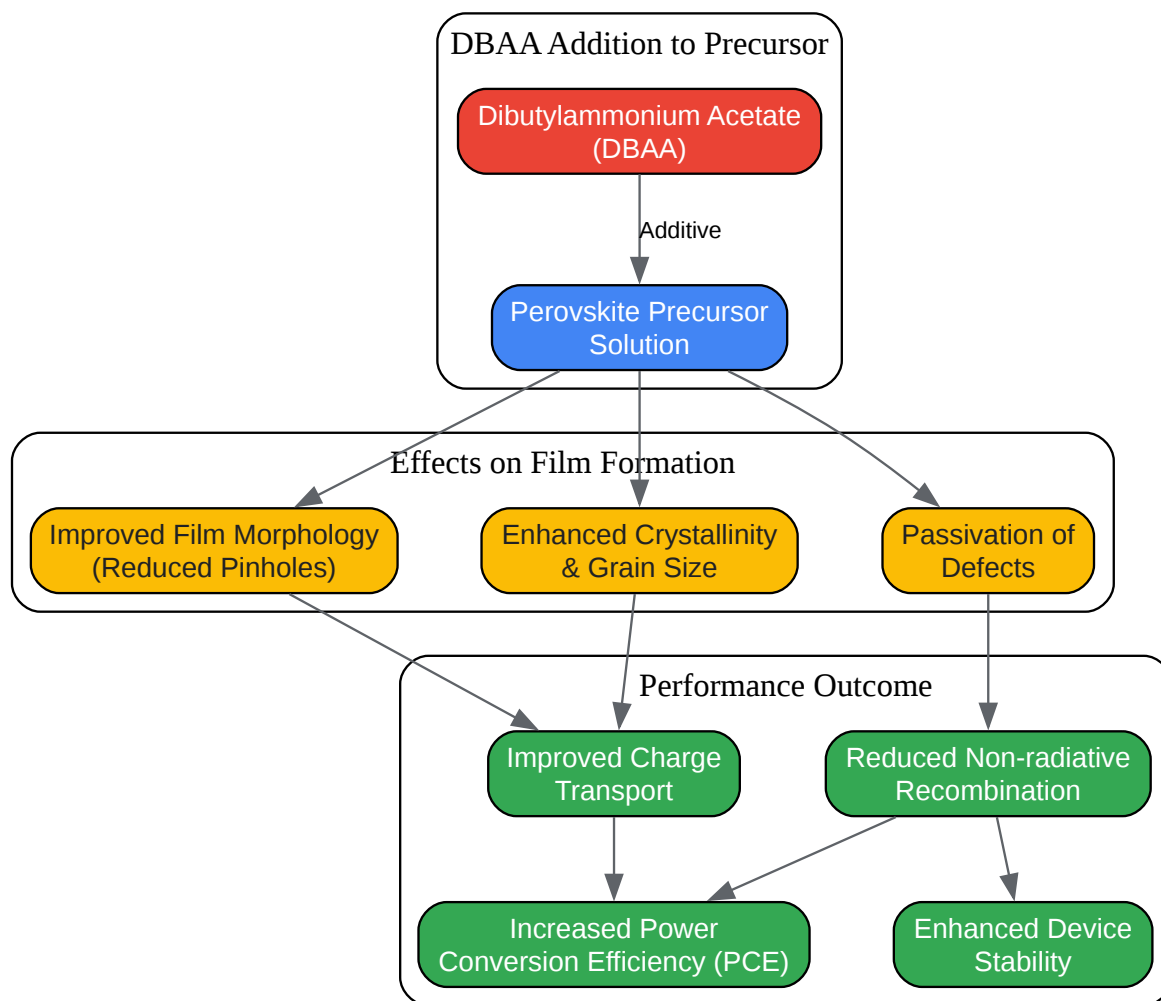 DBAA Addition to Precursor
Dibutylammonium Acetate
(DBAA)
Additive
Perovskite Precursor
Solution
Effects on Film Formation
Improved Film Morphology
(Reduced Pinholes)
Enhanced Crystallinity
& Grain Size
Passivation of
Defects
Performance Outcome
Improved Charge
Transport
Reduced Non-radiative
Recombination
Increased Power
Conversion Efficiency (PCE)
Enhanced Device
Stability